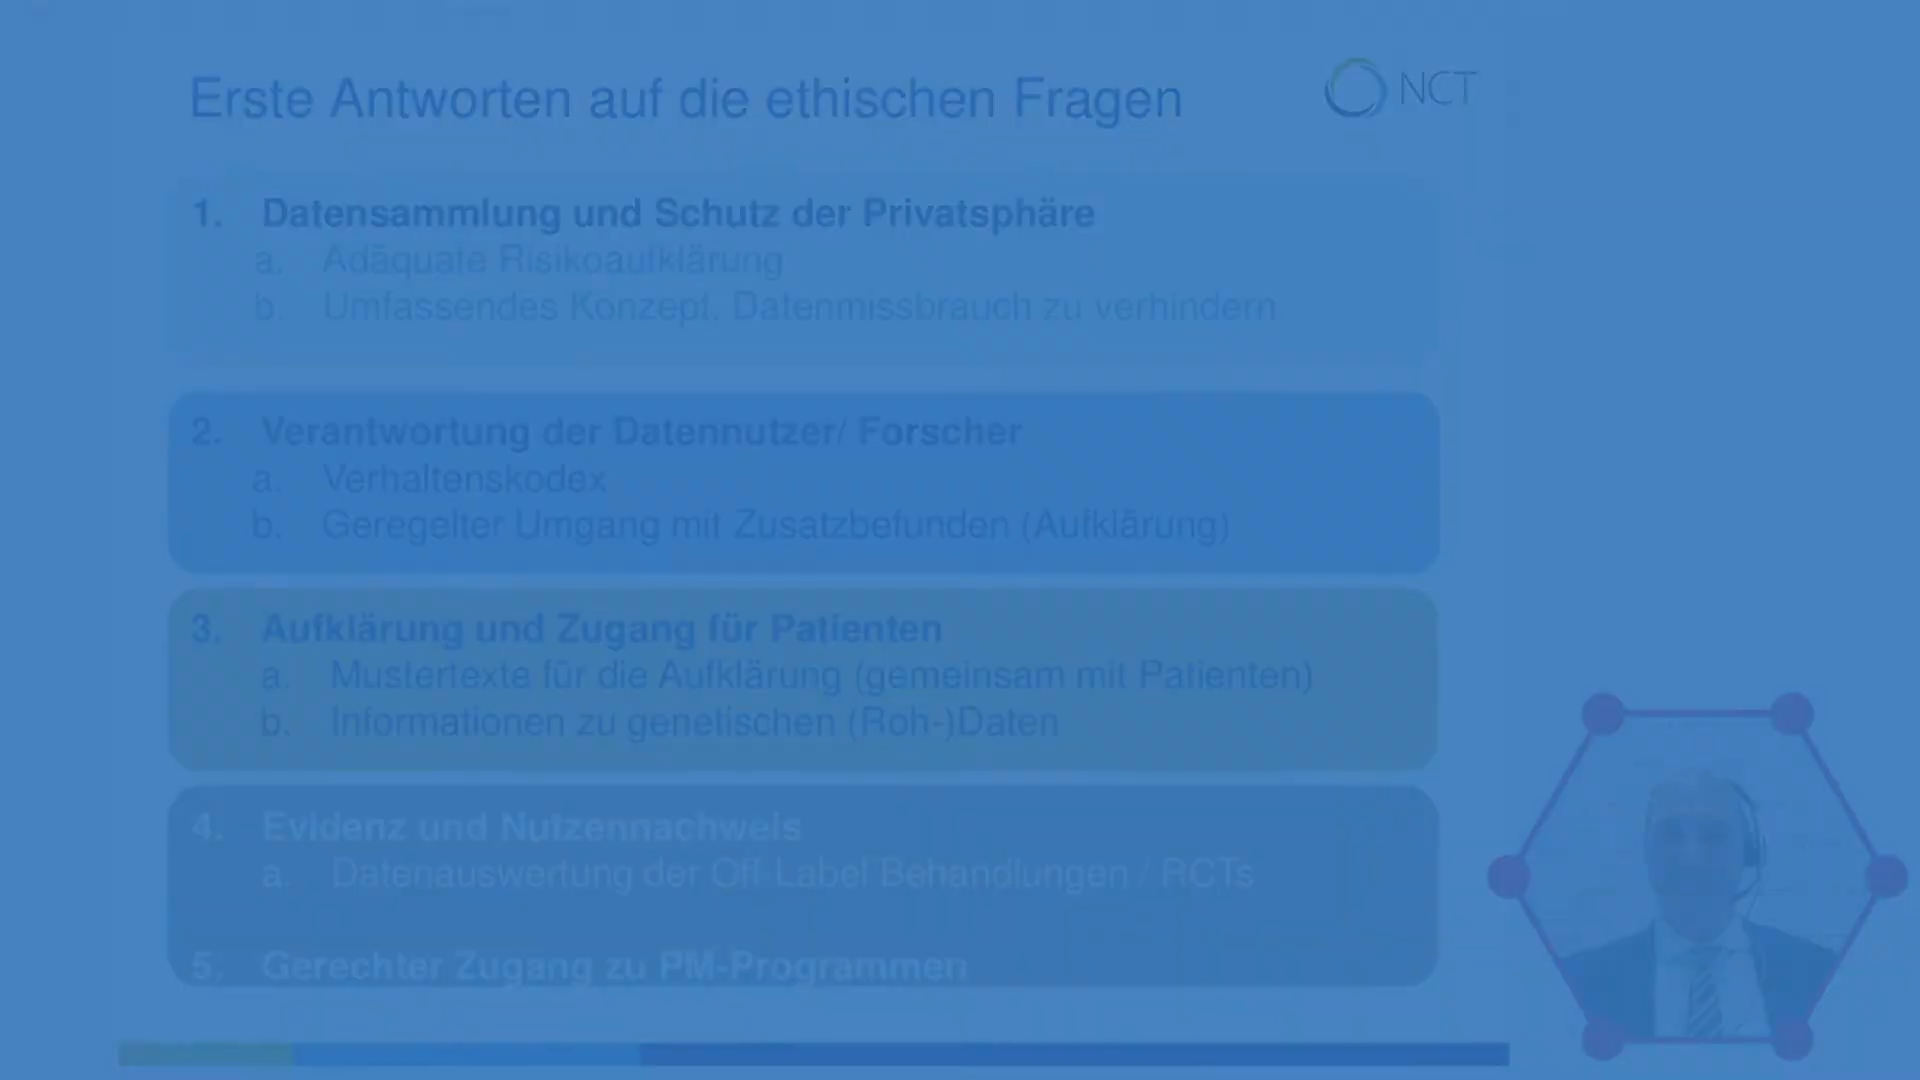 Erste Antworten auf die ethischen Fragen
NCT
1. Datensammlung und Schutz der Privatsphäre
a. Adäquate Risikoaufklärung
b. Umfassendes Konzept, Datenmissbrauch zu verhindern
2. Verantwortung der Datennutzer/ Forscher
a. Verhaltenskodex
b. Geregelter Umgang mit Zusatzbefunden (Aufklärung)
3. Aufklärung und Zugang für Patienten
a. Mustertexte für die Aufklärung (gemeinsam mit Patienten)
b. Informationen zu genetischen (Roh-)Daten
4. Evidenz und Nutzennachweis
a. Datenauswertung der Off-Label Behandlungen / RCTs
5. Gerechter Zugang zu PM-Programmen